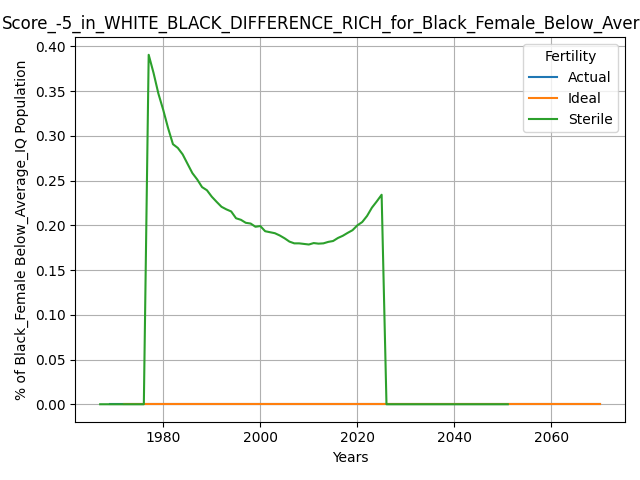 Score_-5_in_WHITE_BLACK_DIFFERENCE_RICH_for_Black_Female_Below_Aver
% of Black_Female Below_Average_IQ Population
0.40
0.35
0.30
0.25
0.20
0.15
0.10
0.05
0.00
Fertility
Actual
Ideal
Sterile
1980 2000 2020 2040 2060
Years